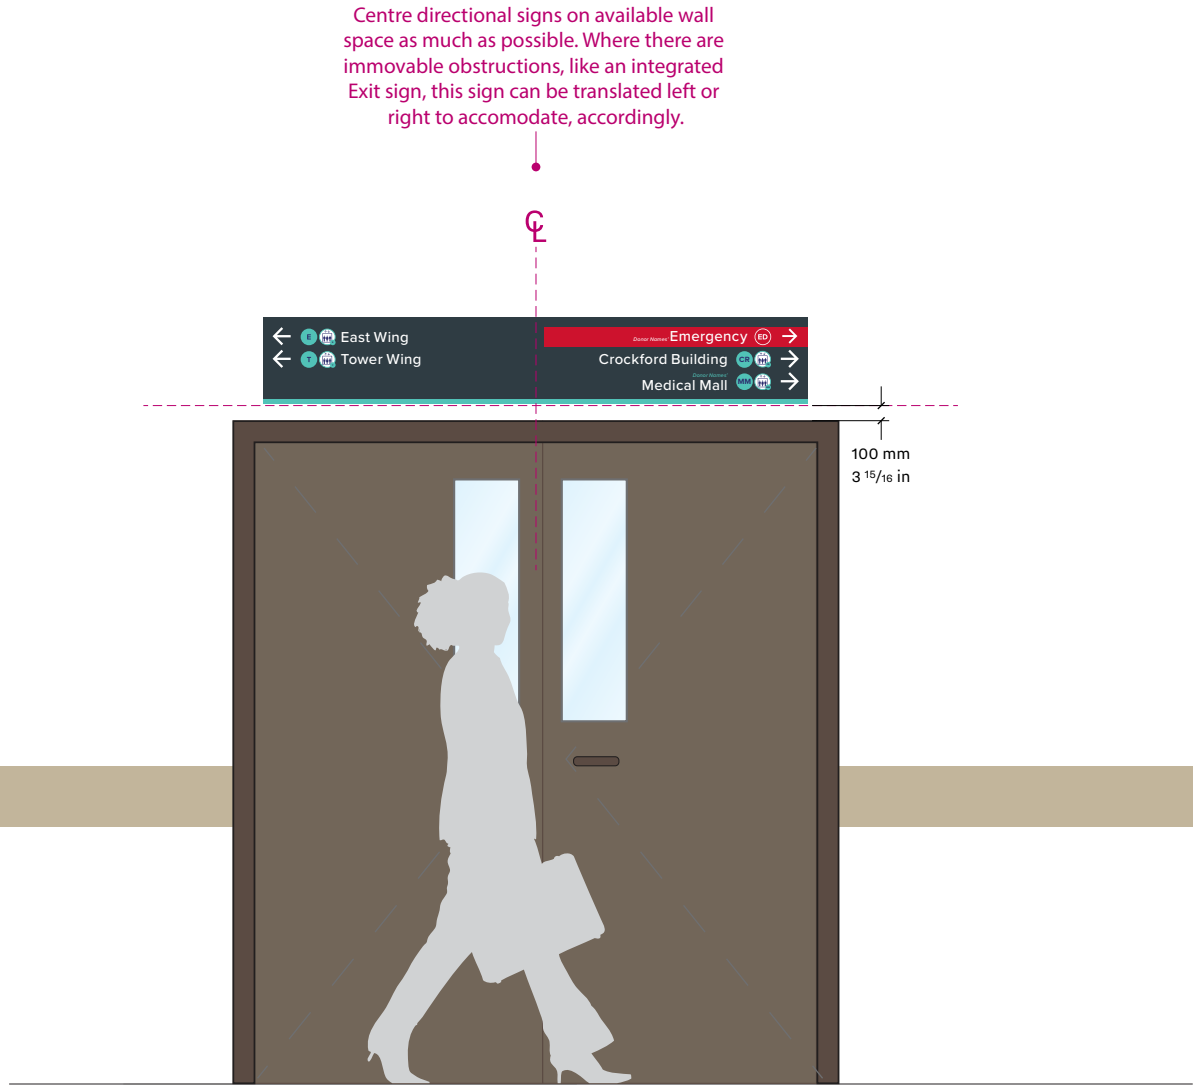 Centre directional signs on available wall
space as much as possible. Where there are
immovable obstructions, like an integrated
Exit sign, this sign can be translated left or
right to accomodate, accordingly.
CL
E East Wing
T Tower Wing
Donor Names' Emergency ED
Crockford Building CR
Donor Names'
Medical Mall MM
100 mm
3 15/16 in